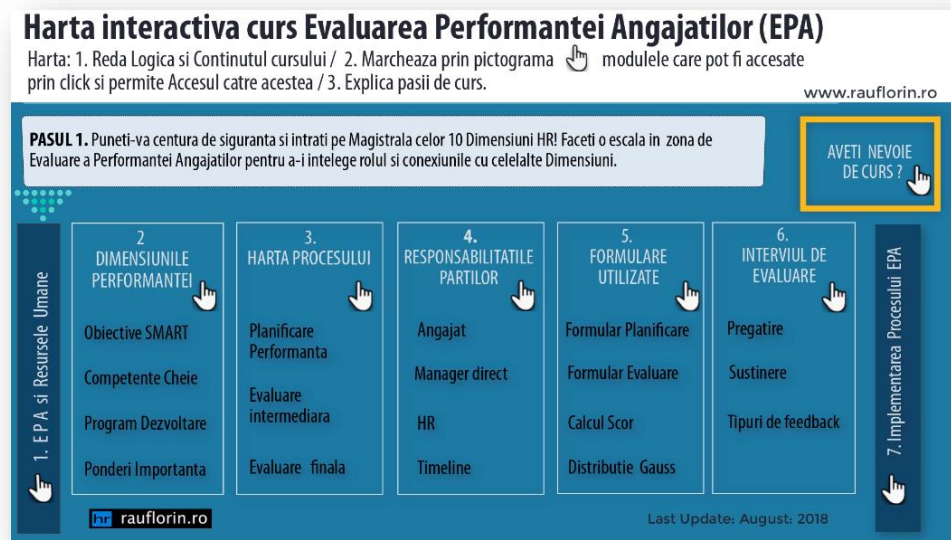 Harta interactiva curs Evaluarea Performantei Angajatilor (EPA)
Harta: 1. Reda Logica si Continutul cursului / 2. Marcheaza prin pictograma modulele care pot fi accesate
prin click si permite Accesul catre acestea / 3. Explica pasii de curs.
www.rauflorin.ro
PASUL 1. Puneti-va centura de siguranta si intrati pe Magistrala celor 10 Dimensiuni HR! Faceti o escala in zona de
Evaluare a Performantei Angajatilor pentru a-i intelege rolul si conexiunile cu celelalte Dimensiuni.
AVETI NEVOIE
DE CURS ?
1. E P A si Resursele Umane
2
DIMENSIUNILE
PERFORMANTEI
Obiective SMART
Competente Cheie
Program Dezvoltare
Ponderi Importanta
3.
HARTA PROCESULUI
Planificare
Performanta
Evaluare
intermediara
Evaluare finala
4.
RESPONSABILITATILE
PARTILOR
Angajat
Manager direct
HR
Timeline
5.
FORMULARE
UTILIZATE
Formular Planificare
Formular Evaluare
Calcul Scor
Distributie Gauss
6.
INTERVIUL DE
EVALUARE
Pregatire
Sustinere
Tipuri de feedback
7. Implementarea Procesului EPA
hr rauflorin.ro
Last Update: August: 2018